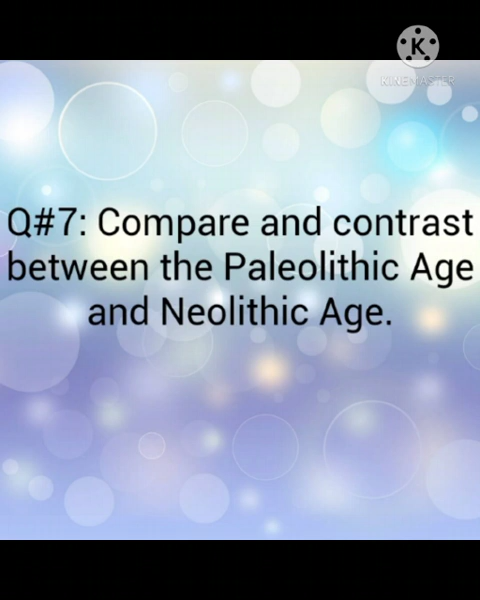 K
KINEMASTER
Q#7: Compare and contrast
between the Paleolithic Age
and Neolithic Age.